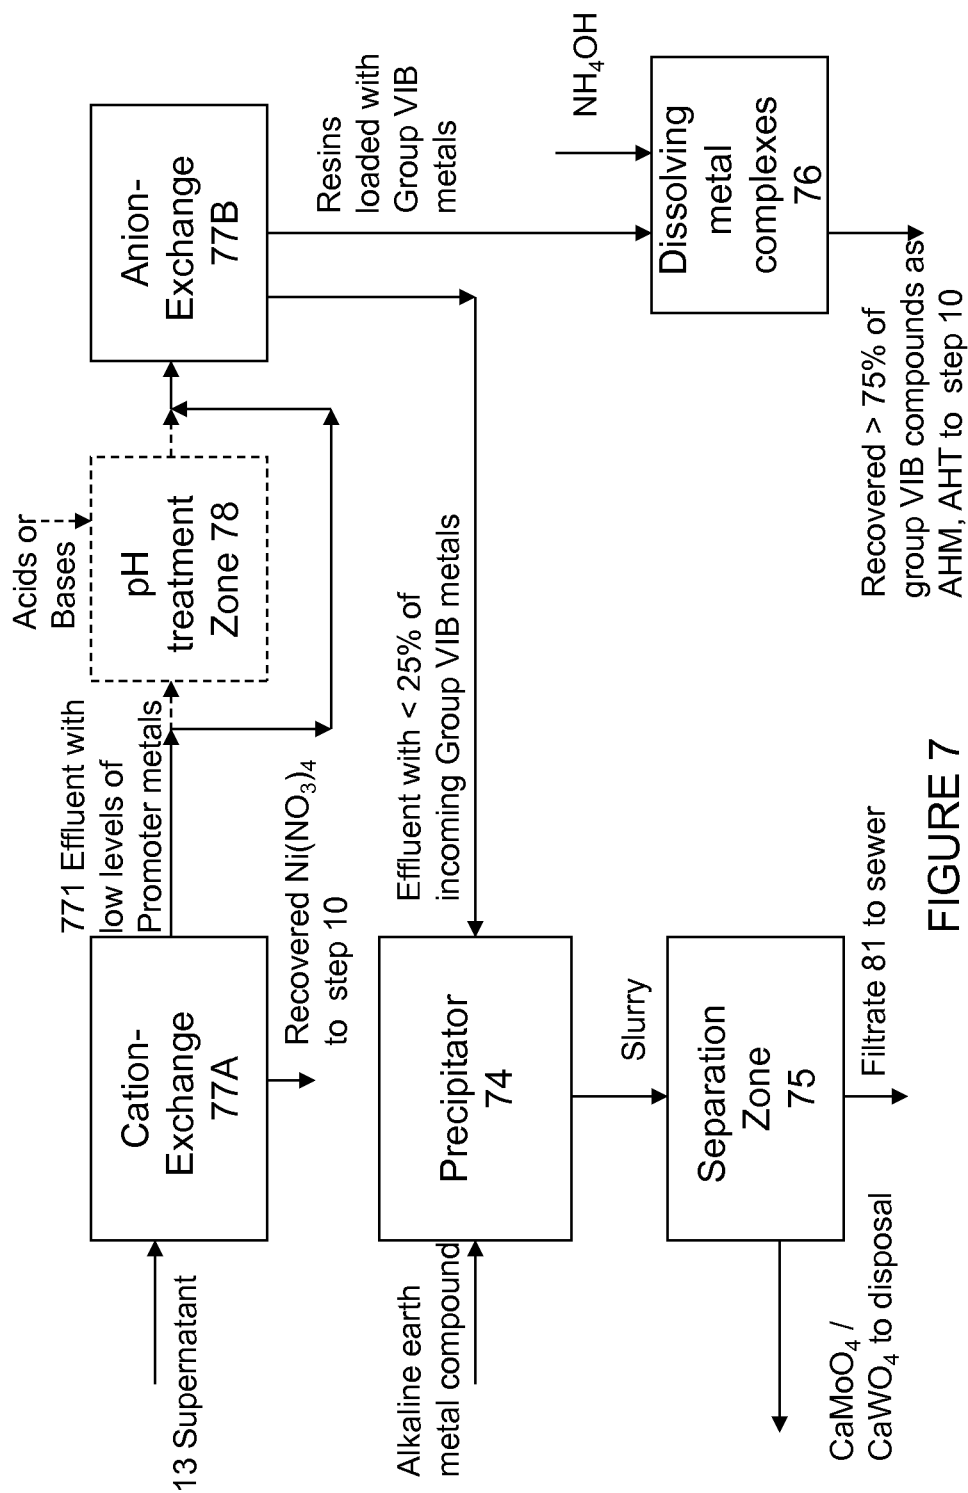 13 Supernatant
Cation-
Exchange
77A
771 Effluent with
low levels of
Promoter metals
Recovered Ni(NO3)4
to step 10
Acids or
Bases
pH
treatment
Zone 78
Anion-
Exchange
77B
Resins
loaded with
Group VIB
metals
Alkaline earth
metal compound
Precipitator
74
Effluent with < 25% of
incoming Group VIB metals
NH4OH
Dissolving
metal
complexes
76
Slurry
Separation
Zone
75
CaMoO4 /
CaWO4 to disposal
Filtrate 81 to sewer
Recovered > 75% of
group VIB compounds as
AHM, AHT to step 10
FIGURE 7